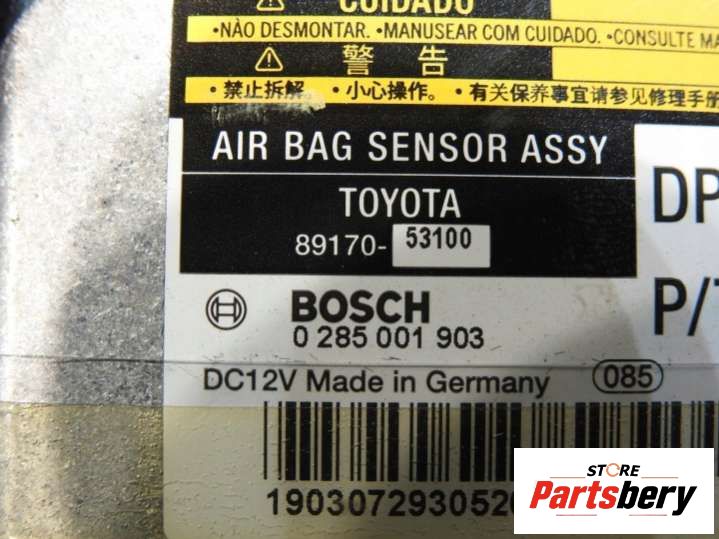 CUIDADO
•NÃO DESMONTAR. •MANUSEAR COM CUIDADO. •CONSULTE
警 告
•禁止拆解。 •小心操作。 •有关保养事宜请参见修理手册
AIR BAG SENSOR ASSY
TOYOTA
89170-53100
DP
P/
BOSCH
0 285 001 903
DC12V Made in Germany 085
1903072930520
STORE
Partsbery